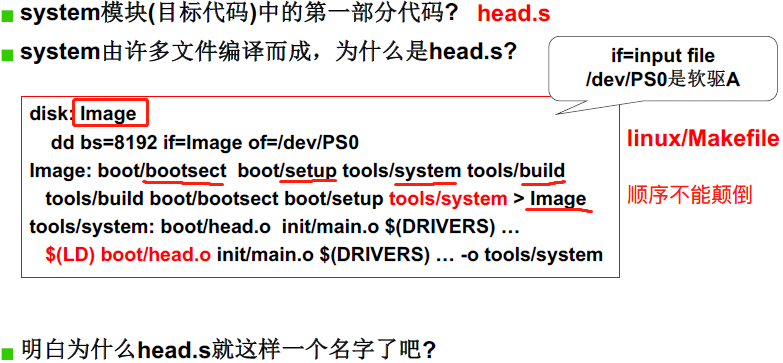 system模块(目标代码)中的第一部分代码? head.s
system由许多文件编译而成，为什么是head.s?
if=input file
/dev/PS0是软驱A
disk: Image
dd bs=8192 if=Image of=/dev/PS0
Image: boot/bootsect boot/setup tools/system tools/build
tools/build boot/bootsect boot/setup tools/system > Image
tools/system: boot/head.o init/main.o $(DRIVERS) …
$(LD) boot/head.o init/main.o $(DRIVERS) … -o tools/system
linux/Makefile
顺序不能颠倒
明白为什么head.s就这样一个名字了吧?